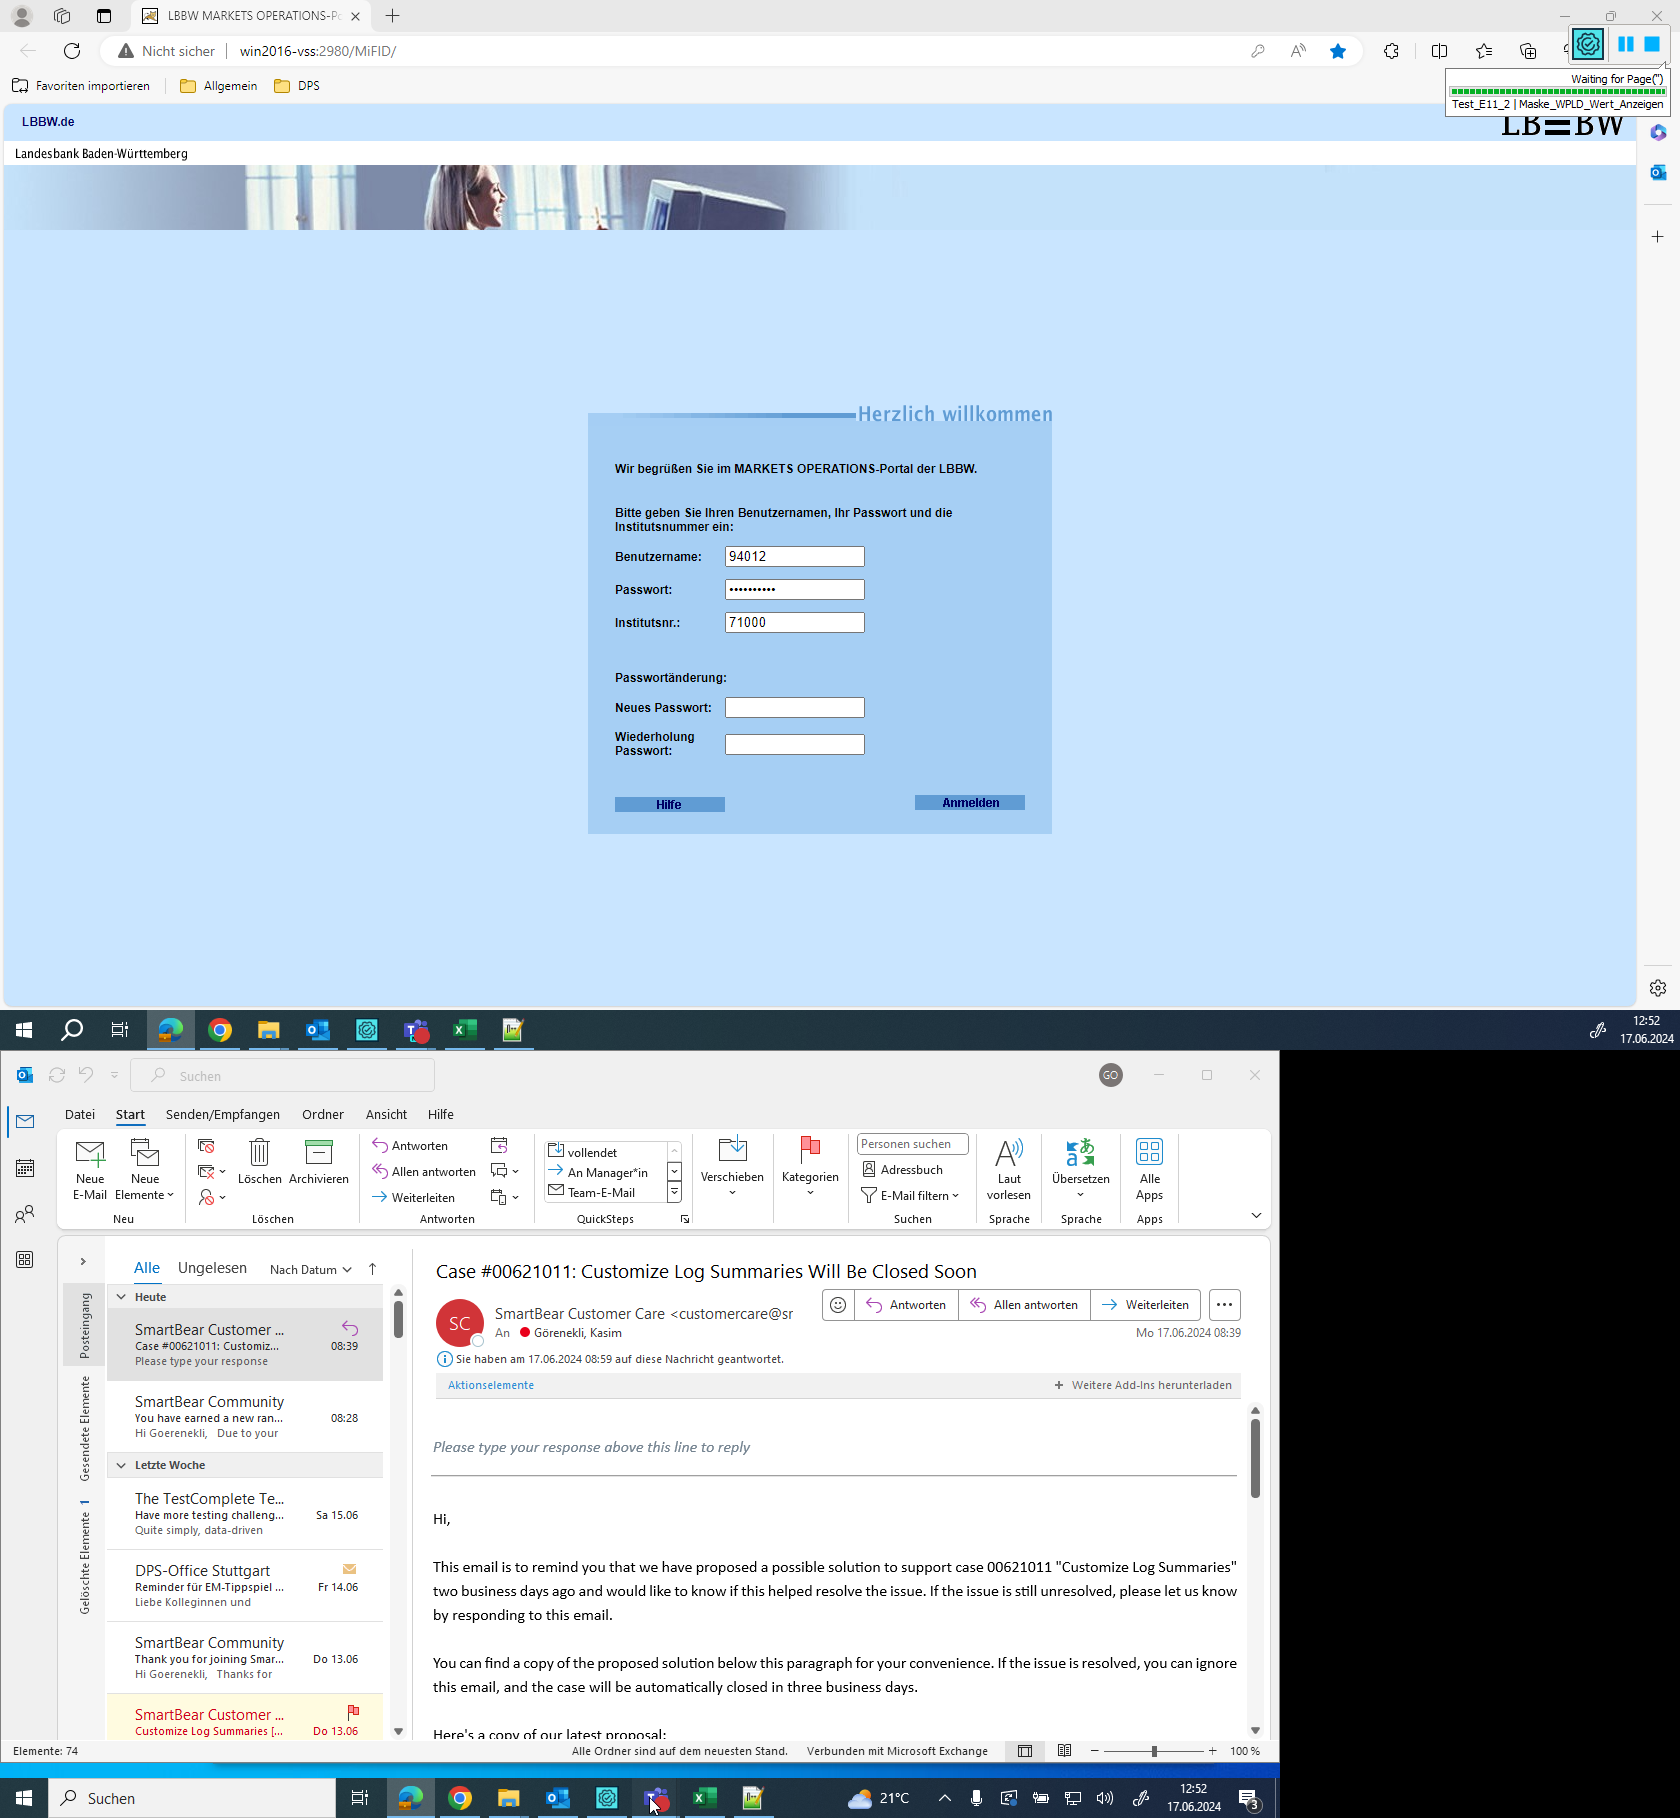 LBBW MARKETS OPERATIONS-Po
Nicht sicher
win2016-vss:2980/MiFID/
Waiting for Page('')
Test_E11_2 | Maske_WPLD_Wert_Anzeigen
Favoriten importieren
Allgemein
DPS
LBBW.de
LB=BW
Landesbank Baden-Württemberg
Herzlich willkommen
Wir begrüßen Sie im MARKETS OPERATIONS-Portal der LBBW.
Bitte geben Sie Ihren Benutzernamen, Ihr Passwort und die
Institutsnummer ein:
Benutzername: 94012
Passwort: ••••••••••
Institutsnr.: 71000
Passwortänderung:
Neues Passwort:
Wiederholung
Passwort:
Hilfe
Anmelden
12:52
17.06.2024
Suchen
GO
Datei Start Senden/Empfangen Ordner Ansicht Hilfe
Neue
E-Mail
Neue
Elemente
Neu
Löschen
Archivieren
Löschen
Antworten
Allen antworten
Weiterleiten
Antworten
vollendet
An Manager*in
Team-E-Mail
QuickSteps
Verschieben
Kategorien
Personen suchen
Adressbuch
E-Mail filtern
Suchen
Laut
vorlesen
Sprache
Übersetzen
Sprache
Alle
Apps
Apps
Posteingang
Gesendete Elemente
Gelöschte Elemente 1
Alle Ungelesen Nach Datum
Heute
SmartBear Customer ...
Case #00621011: Customiz... 08:39
Please type your response
SmartBear Community
You have earned a new ran... 08:28
Hi Goerenekli, Due to your
Letzte Woche
The TestComplete Te...
Have more testing challeng... Sa 15.06
Quite simply, data-driven
DPS-Office Stuttgart
Reminder für EM-Tippspiel ... Fr 14.06
Liebe Kolleginnen und
SmartBear Community
Thank you for joining Smar... Do 13.06
Hi Goerenekli, Thanks for
SmartBear Customer ...
Customize Log Summaries [... Do 13.06
Case #00621011: Customize Log Summaries Will Be Closed Soon
SC
SmartBear Customer Care <customercare@sr
An Görenekli, Kasim
Antworten
Allen antworten
Weiterleiten
Mo 17.06.2024 08:39
Sie haben am 17.06.2024 08:59 auf diese Nachricht geantwortet.
Aktionselemente
+ Weitere Add-Ins herunterladen
Please type your response above this line to reply
Hi,
This email is to remind you that we have proposed a possible solution to support case 00621011 "Customize Log Summaries"
two business days ago and would like to know if this helped resolve the issue. If the issue is still unresolved, please let us know
by responding to this email.
You can find a copy of the proposed solution below this paragraph for your convenience. If the issue is resolved, you can ignore
this email, and the case will be automatically closed in three business days.
Here's a copy of our latest proposal:
Elemente: 74
Alle Ordner sind auf dem neuesten Stand.
Verbunden mit Microsoft Exchange
100 %
Suchen
21°C
12:52
17.06.2024
3